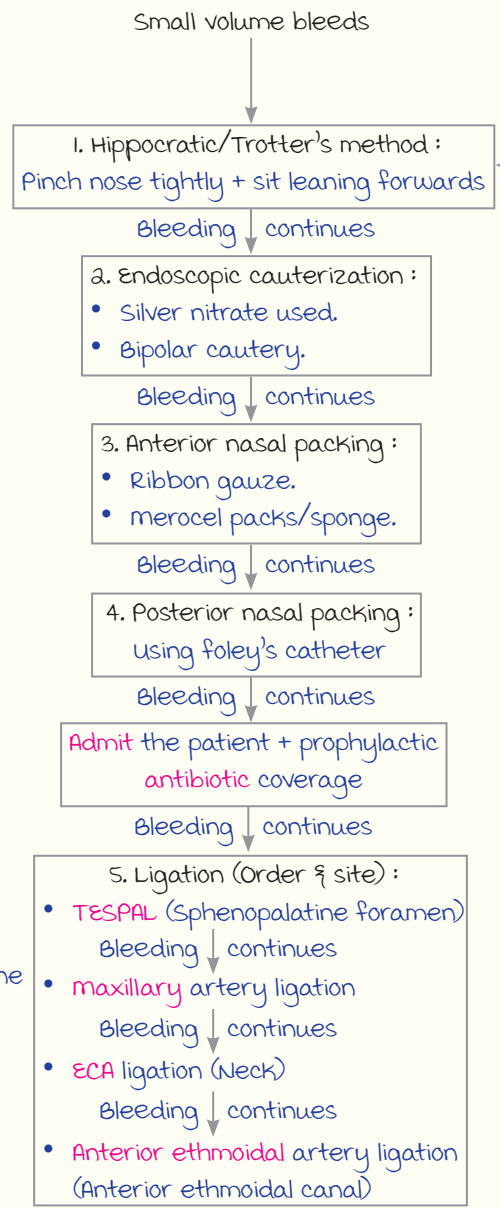 Small volume bleeds
1. Hippocratic/Trotter's method :
Pinch nose tightly + sit leaning forwards
Bleeding continues
2. Endoscopic cauterization :
• Silver nitrate used.
• Bipolar cautery.
Bleeding continues
3. Anterior nasal packing :
• Ribbon gauze.
• Merocel packs/sponge.
Bleeding continues
4. Posterior nasal packing :
Using foley's catheter
Bleeding continues
Admit the patient + prophylactic
antibiotic coverage
Bleeding continues
5. Ligation (Order & site) :
• TESPAL (Sphenopalatine foramen)
Bleeding continues
• Maxillary artery ligation
Bleeding continues
• ECA ligation (Neck)
Bleeding continues
• Anterior ethmoidal artery ligation
(Anterior ethmoidal canal)